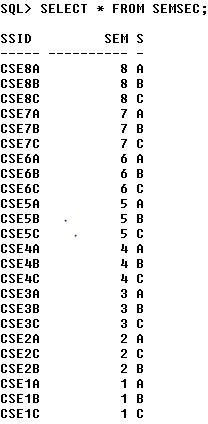 SQL> SELECT * FROM SEMSEC;
SSID SEM S
----- ---------- -
CSE8A 8 A
CSE8B 8 B
CSE8C 8 C
CSE7A 7 A
CSE7B 7 B
CSE7C 7 C
CSE6A 6 A
CSE6B 6 B
CSE6C 6 C
CSE5A 5 A
CSE5B 5 B
CSE5C 5 C
CSE4A 4 A
CSE4B 4 B
CSE4C 4 C
CSE3A 3 A
CSE3B 3 B
CSE3C 3 C
CSE2A 2 A
CSE2C 2 C
CSE2B 2 B
CSE1A 1 A
CSE1B 1 B
CSE1C 1 C